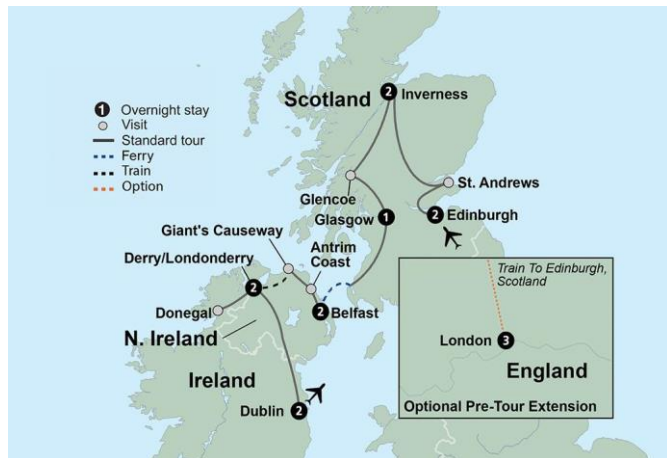 Scotland
2 Inverness
1 Overnight stay
Visit
Standard tour
Ferry
Train
Option
St. Andrews
Glencoe
Glasgow 1
2 Edinburgh
Giant's Causeway
Antrim
Coast
Derry/Londonderry
2
Donegal
2 Belfast
N. Ireland
Ireland
Dublin 2
Train To Edinburgh,
Scotland
London 3
England
Optional Pre-Tour Extension